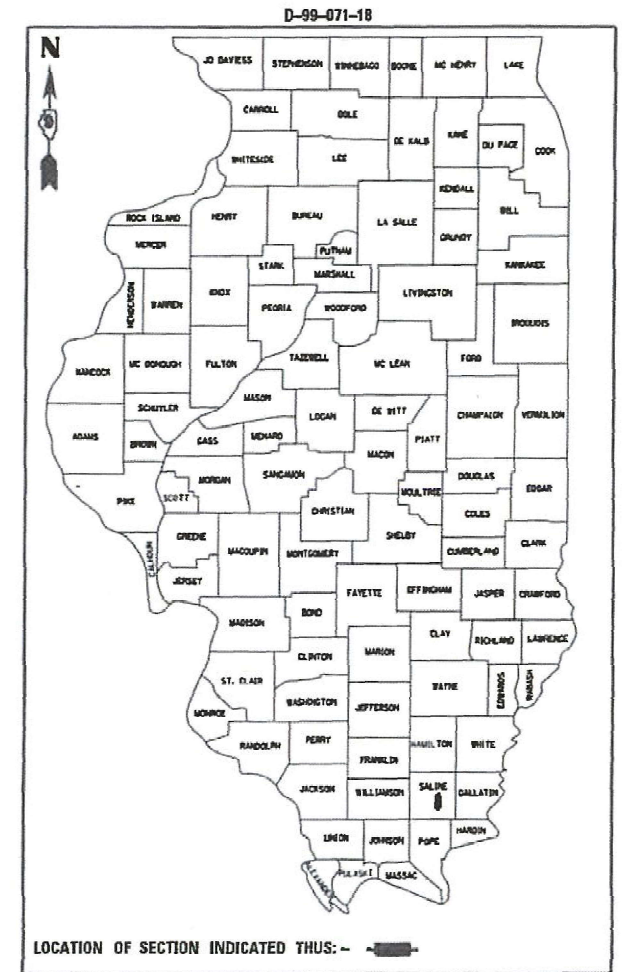 D-99-071-18
N
JO DAVIESS STEPHENSON WINNEBAGO BOONE MC HENRY LAKE
CARROLL OGLE DE KALB KANE DU PAGE COOK
WHITESIDE LEE KENDALL
ROCK ISLAND HENRY BUREAU LA SALLE GRUNDY WILL
MERCER STARK PUTNAM MARSHALL KANKAKEE
HENDERSON WARREN KNOX PEORIA WOODFORD LIVINGSTON IROQUOIS
HANCOCK MC DONOUGH FULTON TAZEWELL MC LEAN FORD
SCHUYLER MASON LOGAN DE WITT CHAMPAIGN VERMILION
ADAMS BROWN CASS MENARD MACON PIATT
PIKE SCOTT MORGAN SANGAMON MOULTRIE DOUGLAS EDGAR
CHRISTIAN COLES
CALHOUN GREENE MACOUPIN MONTGOMERY SHELBY CUMBERLAND CLARK
JERSEY FAYETTE EFFINGHAM JASPER CRAWFORD
MADISON BOND CLAY RICHLAND LAWRENCE
CLINTON MARION
ST. CLAIR WASHINGTON WAYNE EDWARDS WABASH
MONROE JEFFERSON
RANDOLPH PERRY FRANKLIN HAMILTON WHITE
JACKSON WILLIAMSON SALINE GALLATIN
UNION JOHNSON POPE HARDIN
ALEXANDER PULASKI MASSAC
LOCATION OF SECTION INDICATED THUS:-